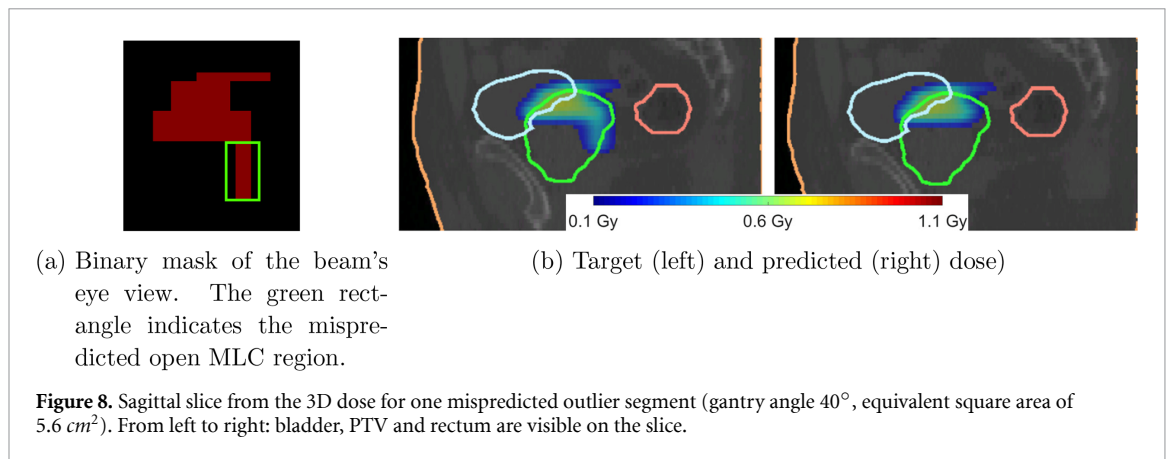 0.1 Gy 0.6 Gy 1.1 Gy
(a) Binary mask of the beam's
eye view. The green rect-
angle indicates the mispre-
dicted open MLC region.
(b) Target (left) and predicted (right) dose)
Figure 8. Sagittal slice from the 3D dose for one mispredicted outlier segment (gantry angle 40°, equivalent square area of
5.6 cm²). From left to right: bladder, PTV and rectum are visible on the slice.